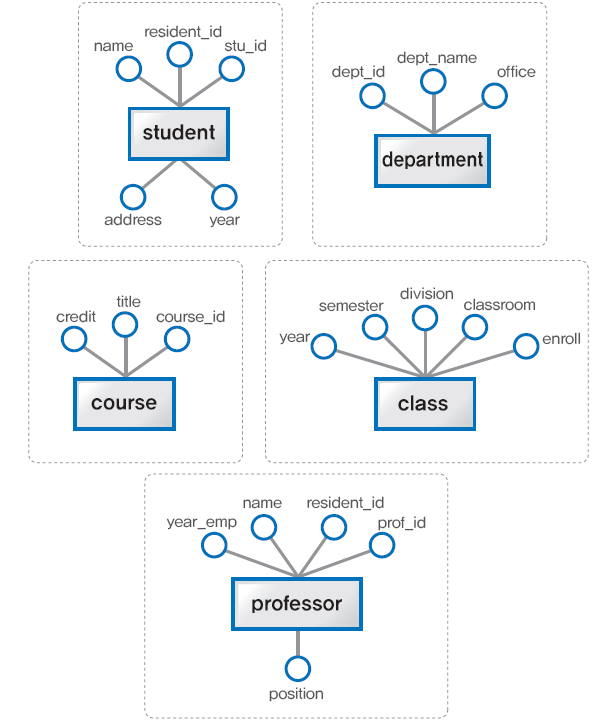 name
resident_id
stu_id
student
address
year
dept_id
dept_name
office
department
credit
title
course_id
course
year
semester
division
classroom
enroll
class
year_emp
name
resident_id
prof_id
professor
position